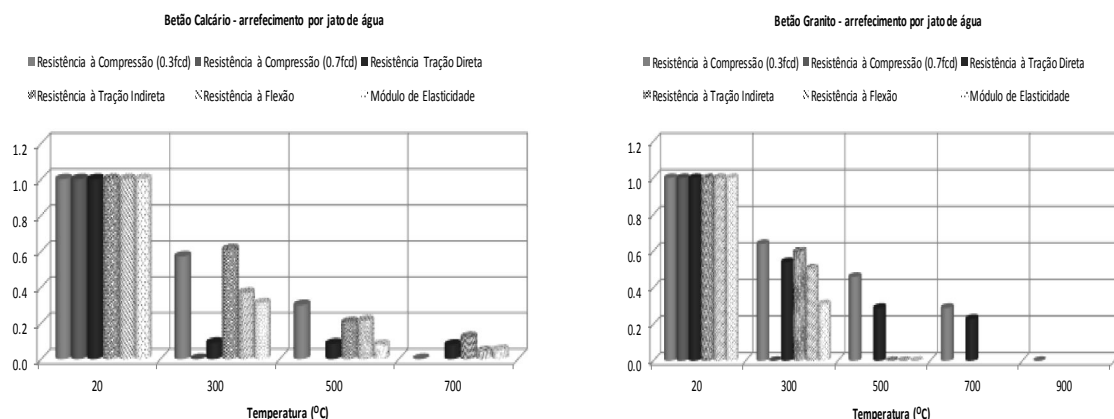 Betão Calcário - arrefecimento por jato de água
Resistência à Compressão (0.3fcd) Resistência à Compressão (0.7fcd) Resistência Tração Direta
Resistência à Tração Indireta Resistência à Flexão Módulo de Elasticidade
1.2
1.0
0.8
0.6
0.4
0.2
0.0
20 300 500 700
Temperatura (ºC)
Betão Granito - arrefecimento por jato de água
Resistência à Compressão (0.3fcd) Resistência à Compressão (0.7fcd) Resistência à Tração Direta
Resistência à Tração Indireta Resistência à Flexão Módulo de Elasticidade
1.2
1.0
0.8
0.6
0.4
0.2
0.0
20 300 500 700 900
Temperatura (ºC)